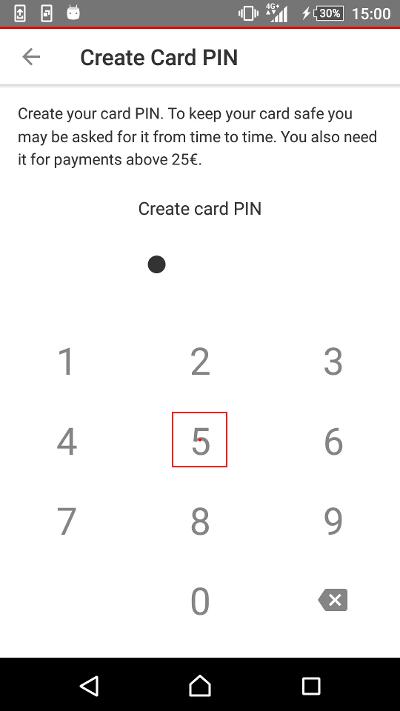 4G+
30%
15:00
Create Card PIN
Create your card PIN. To keep your card safe you
may be asked for it from time to time. You also need
it for payments above 25€.
Create card PIN
1 2 3
4 5 6
7 8 9
0